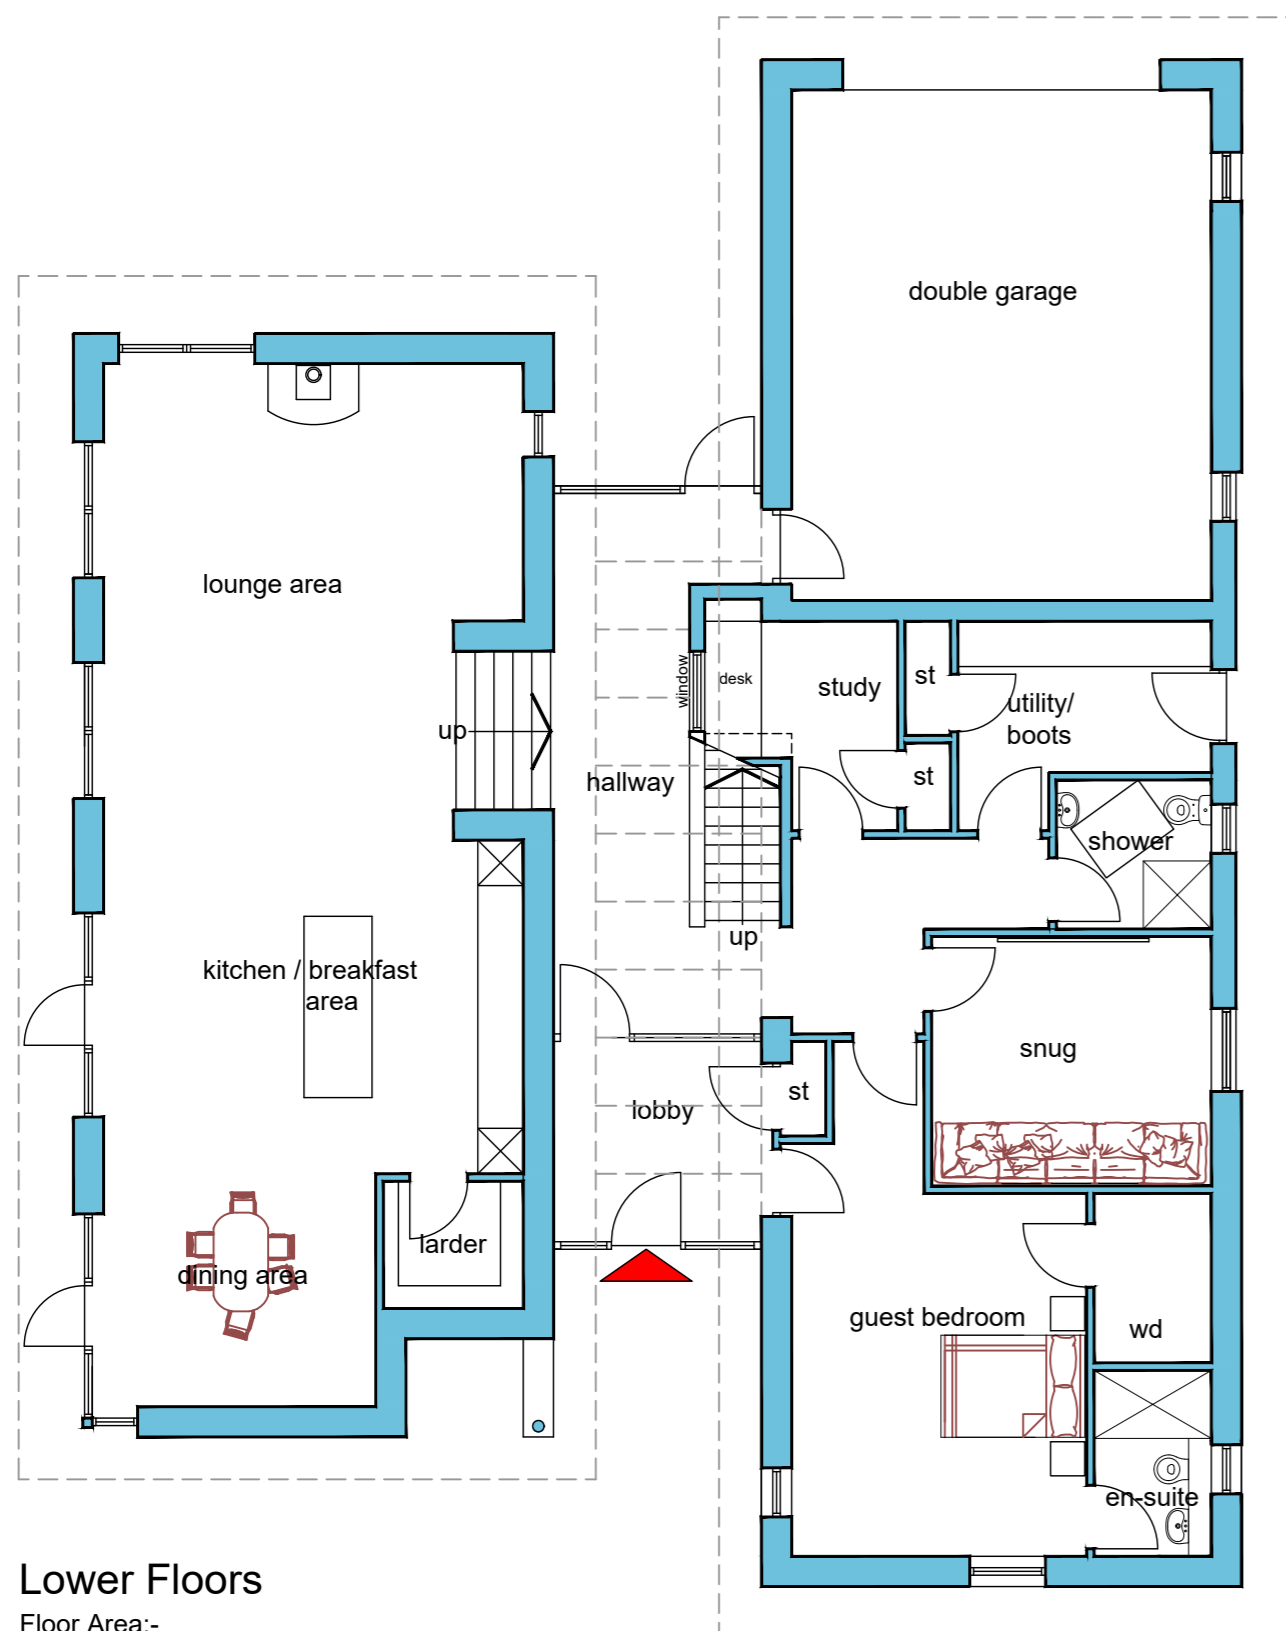 double garage
lounge area
window
desk
study
st
utility/
boots
up
hallway
st
shower
up
kitchen / breakfast
area
snug
st
lobby
larder
dining area
guest bedroom
wd
en-suite
Lower Floors
Floor Area:-